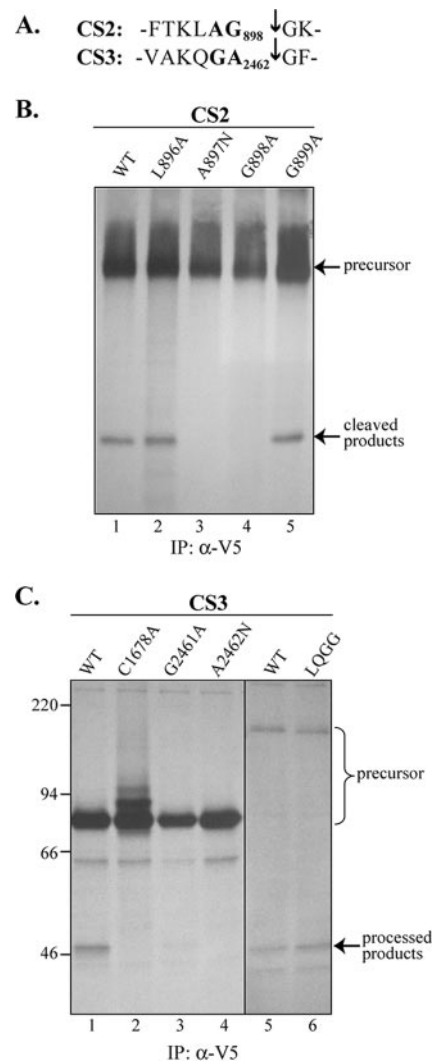 A.
CS2: -FTKLAG898↓GK-
CS3: -VAKQGA2462↓GF-
B.
CS2
WT L896A A897N G898A G899A
precursor
cleaved
products
1 2 3 4 5
IP: α-V5
C.
CS3
WT C1678A G2461A A2462N WT LQGG
220
94
66
46
precursor
processed
products
1 2 3 4 5 6
IP: α-V5